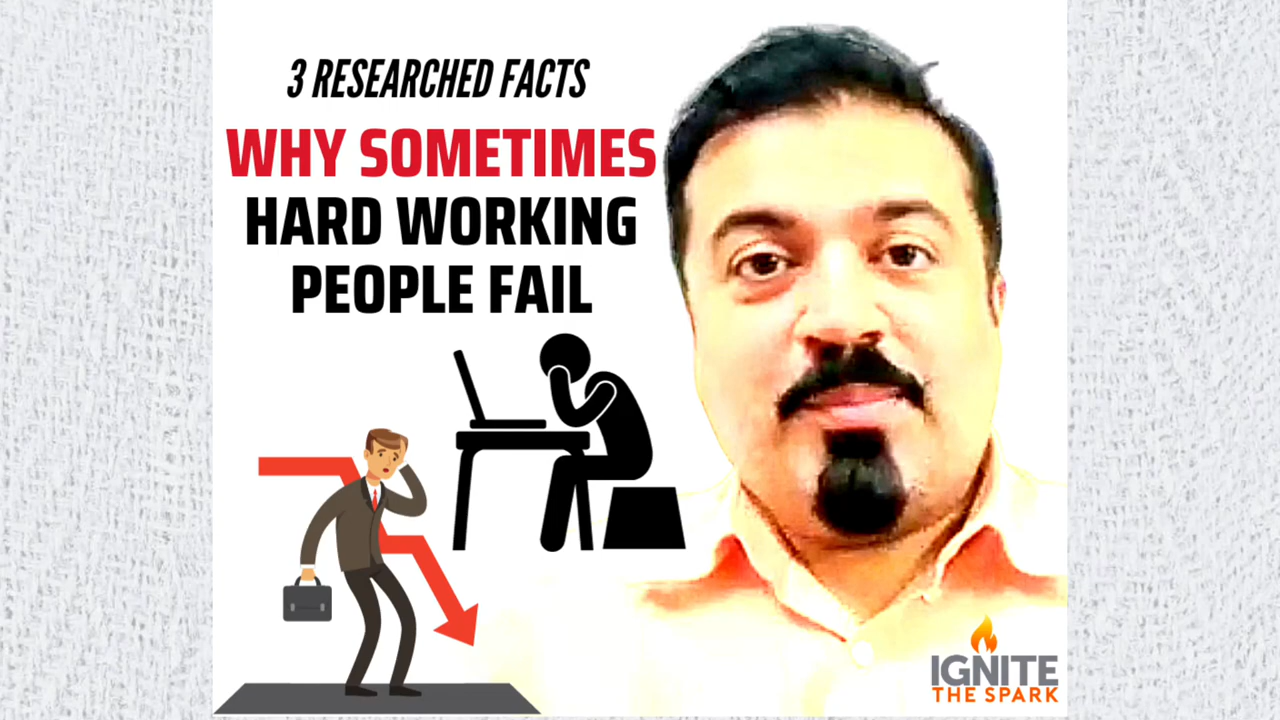 3 RESEARCHED FACTS
WHY SOMETIMES
HARD WORKING
PEOPLE FAIL
IGNITE
THE SPARK